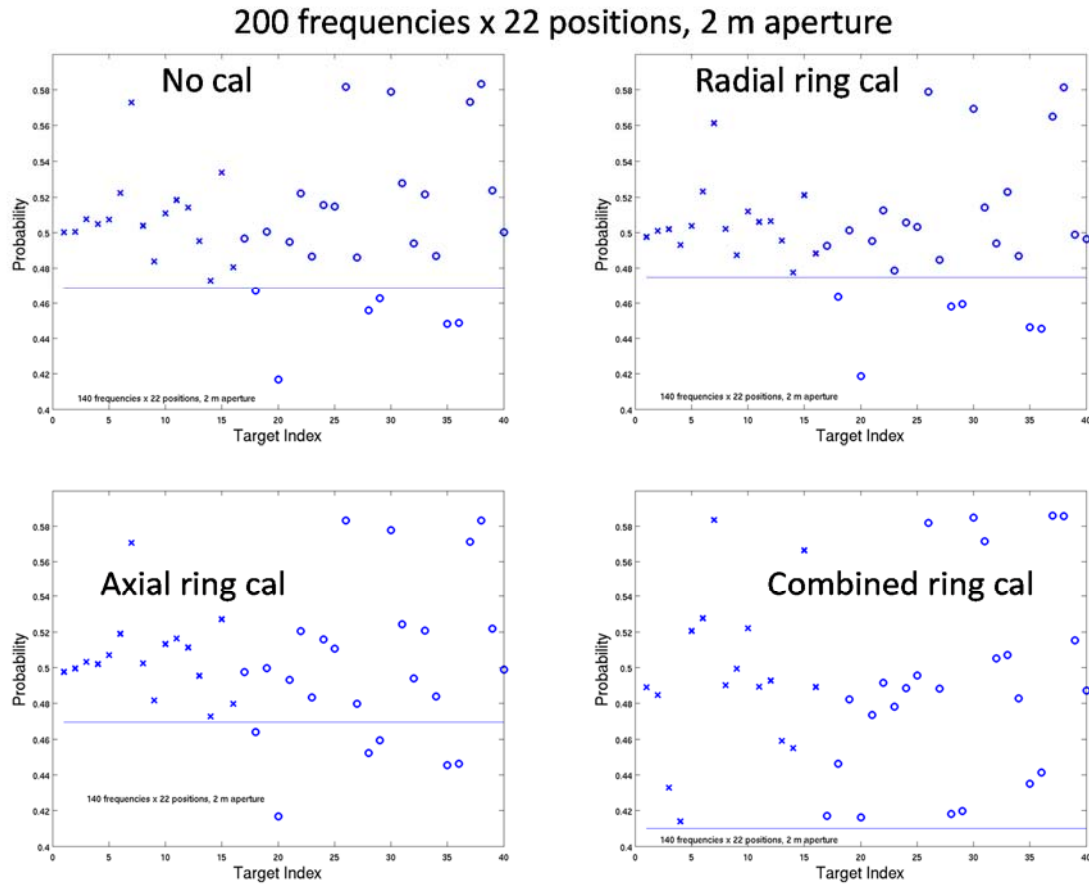 200 frequencies x 22 positions, 2 m aperture
No cal
Probability
0.58
0.56
0.54
0.52
0.5
0.48
0.46
0.44
0.42
0.4
140 frequencies x 22 positions, 2 m aperture
0 5 10 15 20 25 30 35 40
Target Index
Radial ring cal
Probability
0.58
0.56
0.54
0.52
0.5
0.48
0.46
0.44
0.42
0.4
140 frequencies x 22 positions, 2 m aperture
0 5 10 15 20 25 30 35 40
Target Index
Axial ring cal
Probability
0.58
0.56
0.54
0.52
0.5
0.48
0.46
0.44
0.42
0.4
140 frequencies x 22 positions, 2 m aperture
0 5 10 15 20 25 30 35 40
Target Index
Combined ring cal
Probability
0.58
0.56
0.54
0.52
0.5
0.48
0.46
0.44
0.42
0.4
140 frequencies x 22 positions, 2 m aperture
0 5 10 15 20 25 30 35 40
Target Index